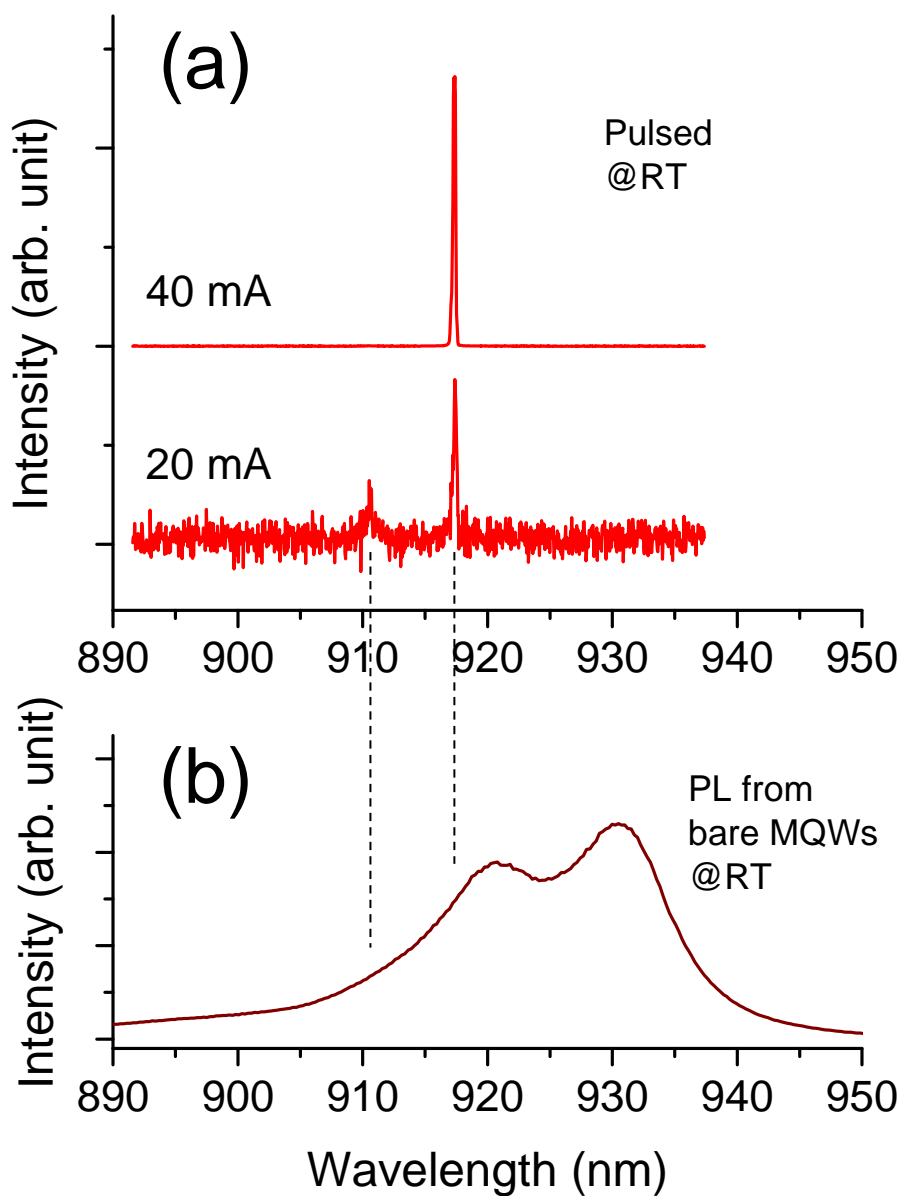 (a)
Pulsed
@RT
40 mA
20 mA
Intensity (arb. unit)
890 900 910 920 930 940 950
(b)
PL from
bare MQWs
@RT
Intensity (arb. unit)
890 900 910 920 930 940 950
Wavelength (nm)